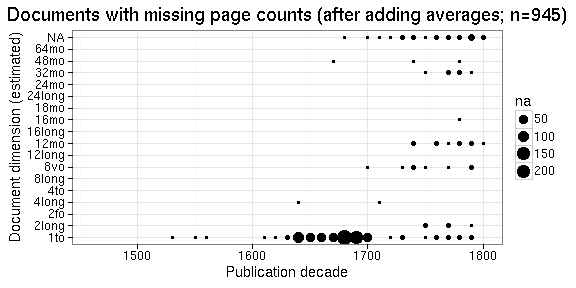 Documents with missing page counts (after adding averages; n=945)
Document dimension (estimated)
NA
64mo
48mo
32mo
24mo
24long
18mo
16mo
16long
12mo
12long
8vo
8long
4to
4long
2fo
2long
1to
1500
1600
1700
1800
Publication decade
na
50
100
150
200